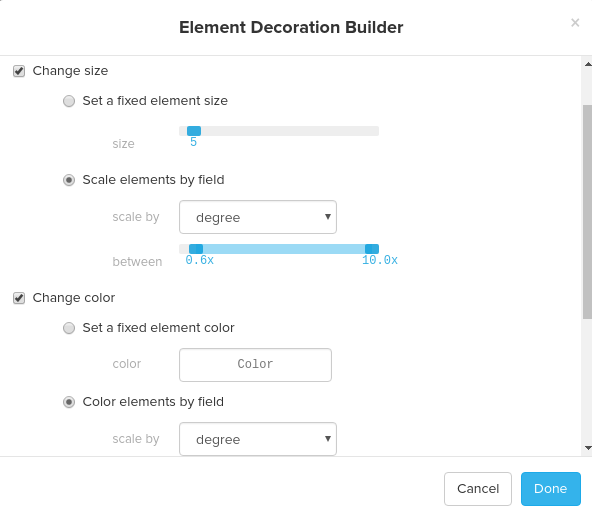 Element Decoration Builder
×
Change size
Set a fixed element size
size
5
Scale elements by field
scale by
degree
between
0.6x
10.0x
Change color
Set a fixed element color
color
Color
Color elements by field
scale by
degree
Cancel
Done